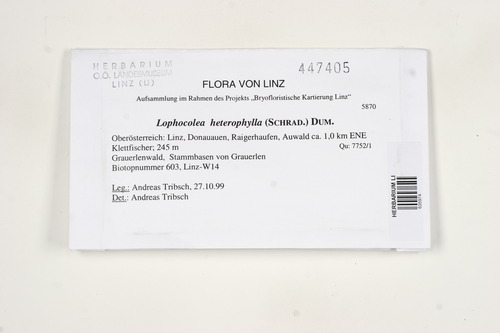 HERBARIUM
O.Ö. LANDESMUSEUM
LINZ (LI)
447405
FLORA VON LINZ
Aufsammlung im Rahmen des Projekts „Bryofloristische Kartierung Linz“
5870
Lophocolea heterophylla (SCHRAD.) DUM.
Oberösterreich: Linz, Donauauen, Raigerhaufen, Auwald ca. 1,0 km ENE
Klettfischer; 245 m
Qu: 7752/1
Grauerlenwald, Stammbasen von Grauerlen
Biotopnummer 603, Linz-W14
Leg.: Andreas Tribsch, 27.10.99
Det.: Andreas Tribsch
HERBARIUM LI